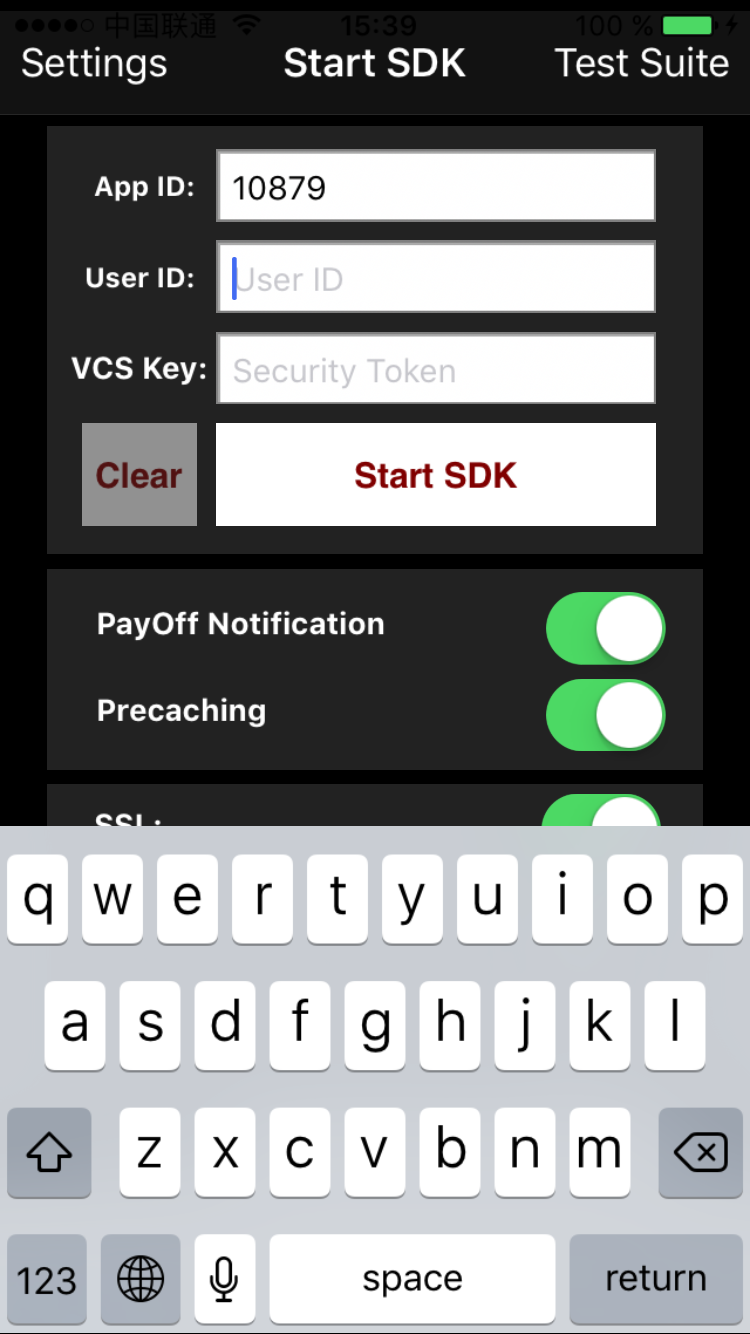 中国联通 15:39 100 %
Settings Start SDK Test Suite
App ID: 10879
User ID: User ID
VCS Key: Security Token
Clear Start SDK
PayOff Notification
Precaching
SSL:
q w e r t y u i o p
a s d f g h j k l
z x c v b n m
123 space return